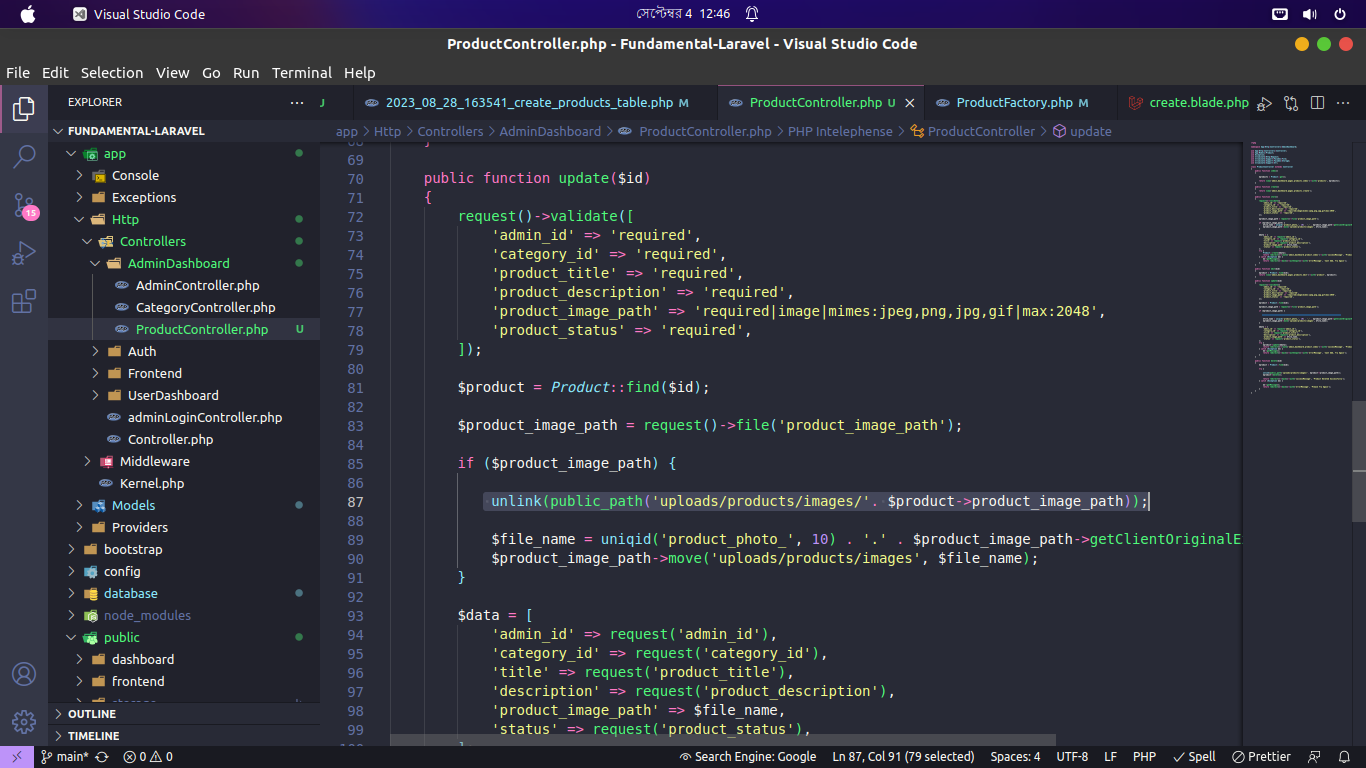 Visual Studio Code
সেপ্টেম্বর 4 12:46
ProductController.php - Fundamental-Laravel - Visual Studio Code
File Edit Selection View Go Run Terminal Help
EXPLORER
2023_08_28_163541_create_products_table.php M
ProductController.php U
ProductFactory.php M
create.blade.php
FUNDAMENTAL-LARAVEL
app > Http > Controllers > AdminDashboard > ProductController.php > PHP Intelephense > ProductController > update
app
Console
Exceptions
Http
Controllers
AdminDashboard
AdminController.php
CategoryController.php
ProductController.php U
Auth
Frontend
UserDashboard
adminLoginController.php
Controller.php
Middleware
Kernel.php
Models
Providers
bootstrap
config
database
node_modules
public
dashboard
frontend
OUTLINE
TIMELINE
15
68 }
69
70 public function update($id)
71 {
72 request()->validate([
73 'admin_id' => 'required',
74 'category_id' => 'required',
75 'product_title' => 'required',
76 'product_description' => 'required',
77 'product_image_path' => 'required|image|mimes:jpeg,png,jpg,gif|max:2048',
78 'product_status' => 'required',
79 ]);
80
81 $product = Product::find($id);
82
83 $product_image_path = request()->file('product_image_path');
84
85 if ($product_image_path) {
86
87 unlink(public_path('uploads/products/images/'. $product->product_image_path));
88
89 $file_name = uniqid('product_photo_', 10) . '.' . $product_image_path->getClientOriginalE
90 $product_image_path->move('uploads/products/images', $file_name);
91 }
92
93 $data = [
94 'admin_id' => request('admin_id'),
95 'category_id' => request('category_id'),
96 'title' => request('product_title'),
97 'description' => request('product_description'),
98 'product_image_path' => $file_name,
99 'status' => request('product_status'),
main* 0 0 Search Engine: Google Ln 87, Col 91 (79 selected) Spaces: 4 UTF-8 LF PHP Spell Prettier